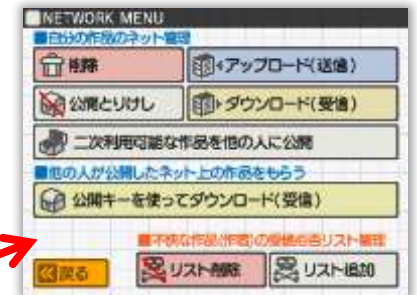 NETWORK MENU
■自分の作品のネット管理
削除
アップロード(送信)
公開とりけし
ダウンロード(受信)
二次利用可能な作品を他の人に公開
■他の人が公開したネット上の作品をもらう
公開キーを使ってダウンロード(受信)
■不快な作品(作者)の受信拒否リスト管理
戻る
リスト削除
リスト追加